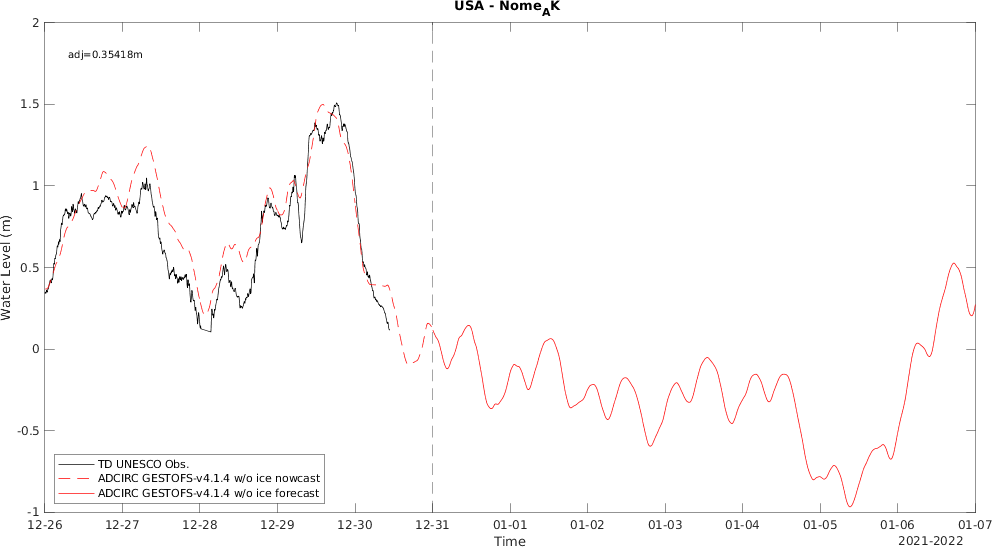 USA - Nome_AK
adj=0.35418m
2
1.5
1
0.5
0
-0.5
-1
Water Level (m)
TD UNESCO Obs.
ADCIRC GESTOFS-v4.1.4 w/o ice nowcast
ADCIRC GESTOFS-v4.1.4 w/o ice forecast
12-26 12-27 12-28 12-29 12-30 12-31 01-01 01-02 01-03 01-04 01-05 01-06 01-07
Time
2021-2022